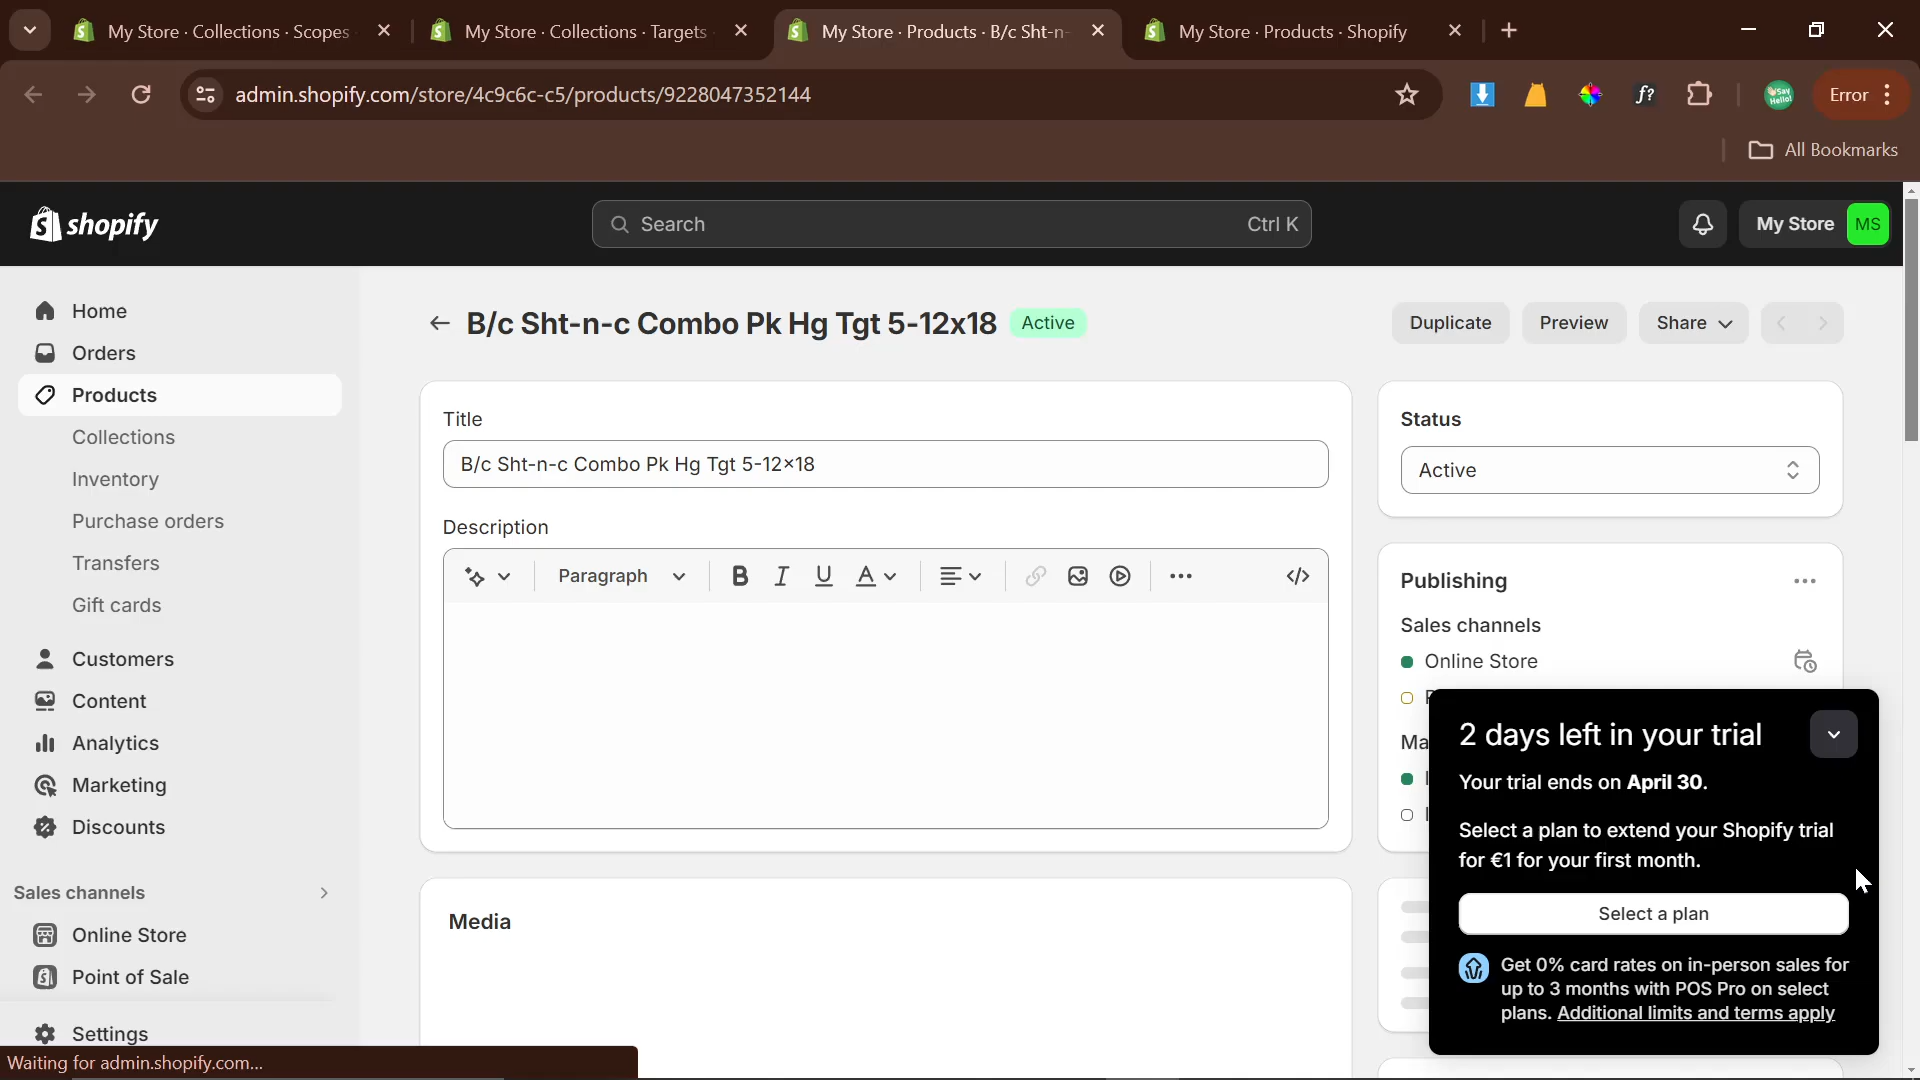 My Store · Collections · Scopes
My Store · Collections · Targets
My Store · Products · B/c Sht-n-
My Store · Products · Shopify
admin.shopify.com/store/4c9c6c-c5/products/9228047352144
f?
Say Hello!
Error
All Bookmarks
shopify
Search
Ctrl K
My Store
MS
Home
Orders
Products
Collections
Inventory
Purchase orders
Transfers
Gift cards
Customers
Content
Analytics
Marketing
Discounts
Sales channels
Online Store
Point of Sale
Settings
Waiting for admin.shopify.com...
B/c Sht-n-c Combo Pk Hg Tgt 5-12x18
Active
Duplicate
Preview
Share
Title
B/c Sht-n-c Combo Pk Hg Tgt 5-12x18
Description
Paragraph
B
I
U
A
Media
Status
Active
Publishing
Sales channels
Online Store
Ma
2 days left in your trial
Your trial ends on April 30.
Select a plan to extend your Shopify trial
for €1 for your first month.
Select a plan
Get 0% card rates on in-person sales for
up to 3 months with POS Pro on select
plans. Additional limits and terms apply